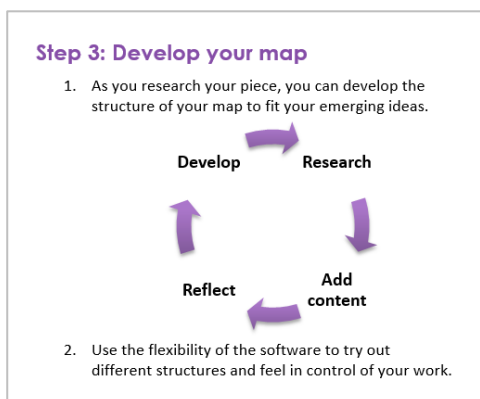 Step 3: Develop your map
1. As you research your piece, you can develop the
structure of your map to fit your emerging ideas.
Develop
Research
Reflect
Add
content
2. Use the flexibility of the software to try out
different structures and feel in control of your work.